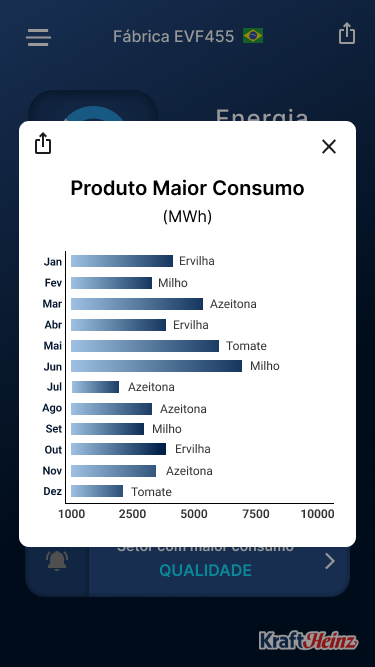 Fábrica EVF455
Energia
Produto Maior Consumo
(MWh)
Jan Ervilha
Fev Milho
Mar Azeitona
Abr Ervilha
Mai Tomate
Jun Milho
Jul Azeitona
Ago Azeitona
Set Milho
Out Ervilha
Nov Azeitona
Dez Tomate
1000 2500 5000 7500 10000
Setor com maior consumo
QUALIDADE
KraftHeinz